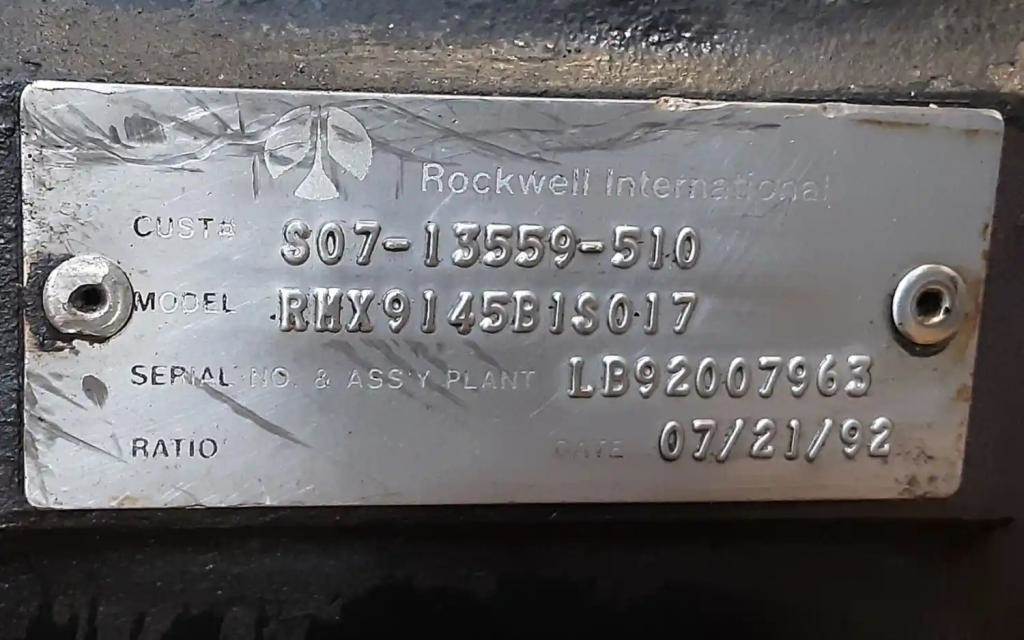 Rockwell International
CUST# S07-13559-510
MODEL RMX9145B1S017
SERIAL NO. & ASS'Y PLANT LB92007963
RATIO DATE 07/21/92